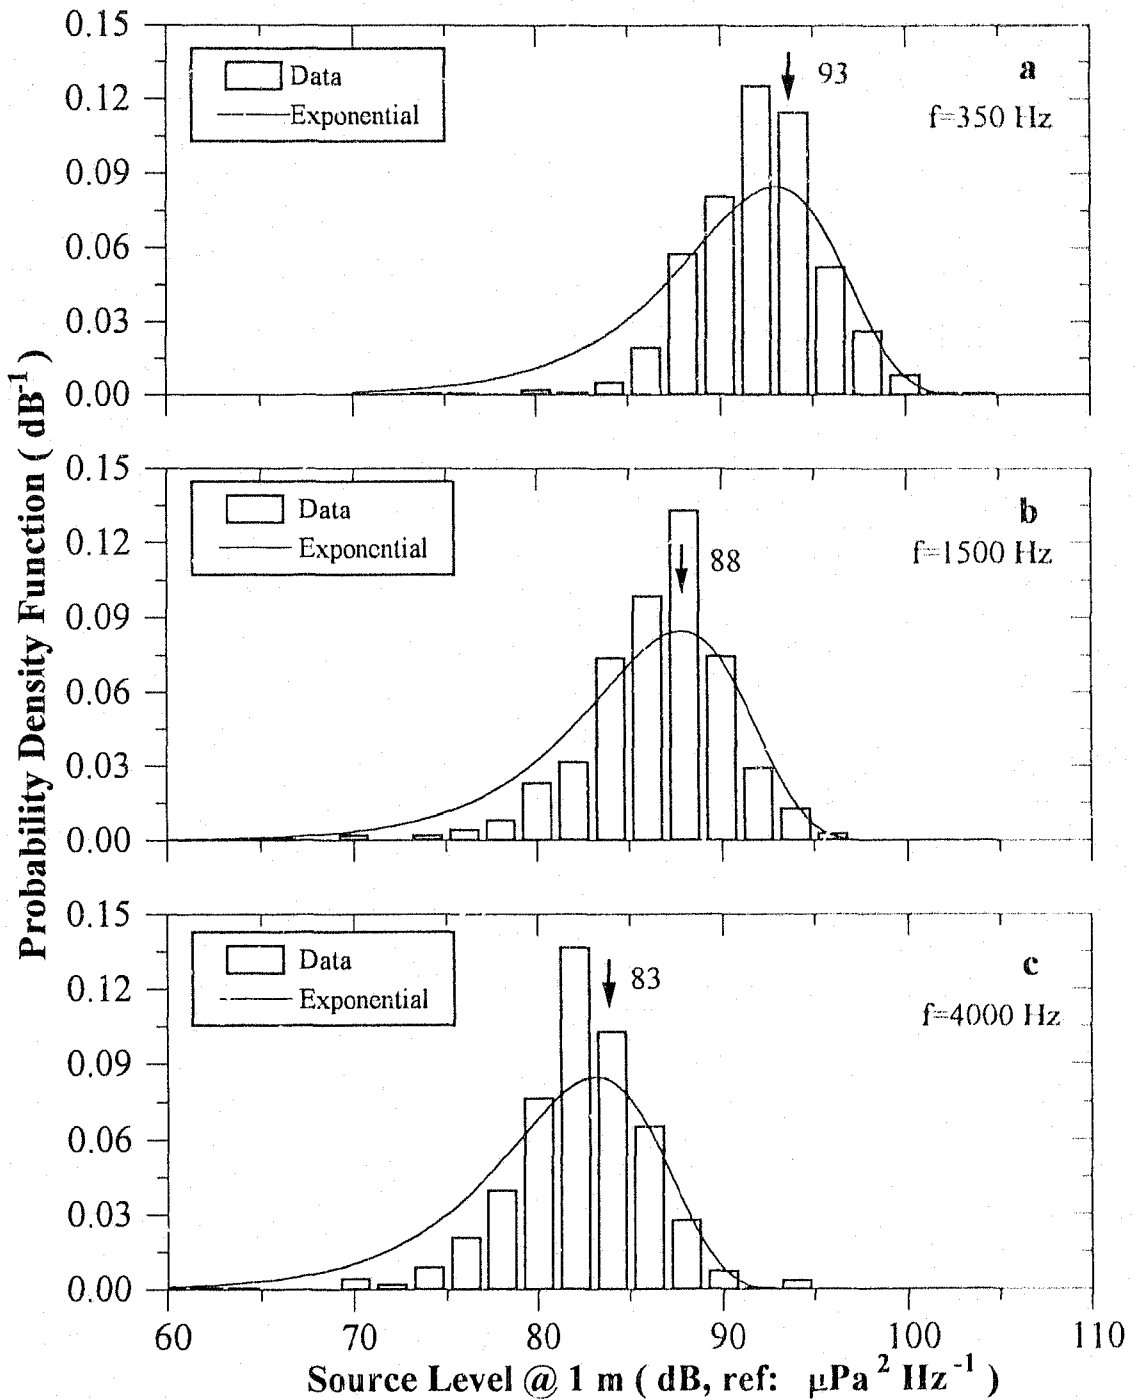 Probability Density Function ( dB⁻¹ )
0.15
0.12
0.09
0.06
0.03
0.00
Data
Exponential
93
a
f=350 Hz
0.15
0.12
0.09
0.06
0.03
0.00
Data
Exponential
88
b
f=1500 Hz
0.15
0.12
0.09
0.06
0.03
0.00
Data
Exponential
83
c
f=4000 Hz
60 70 80 90 100 110
Source Level @ 1 m ( dB, ref: µPa² Hz⁻¹ )